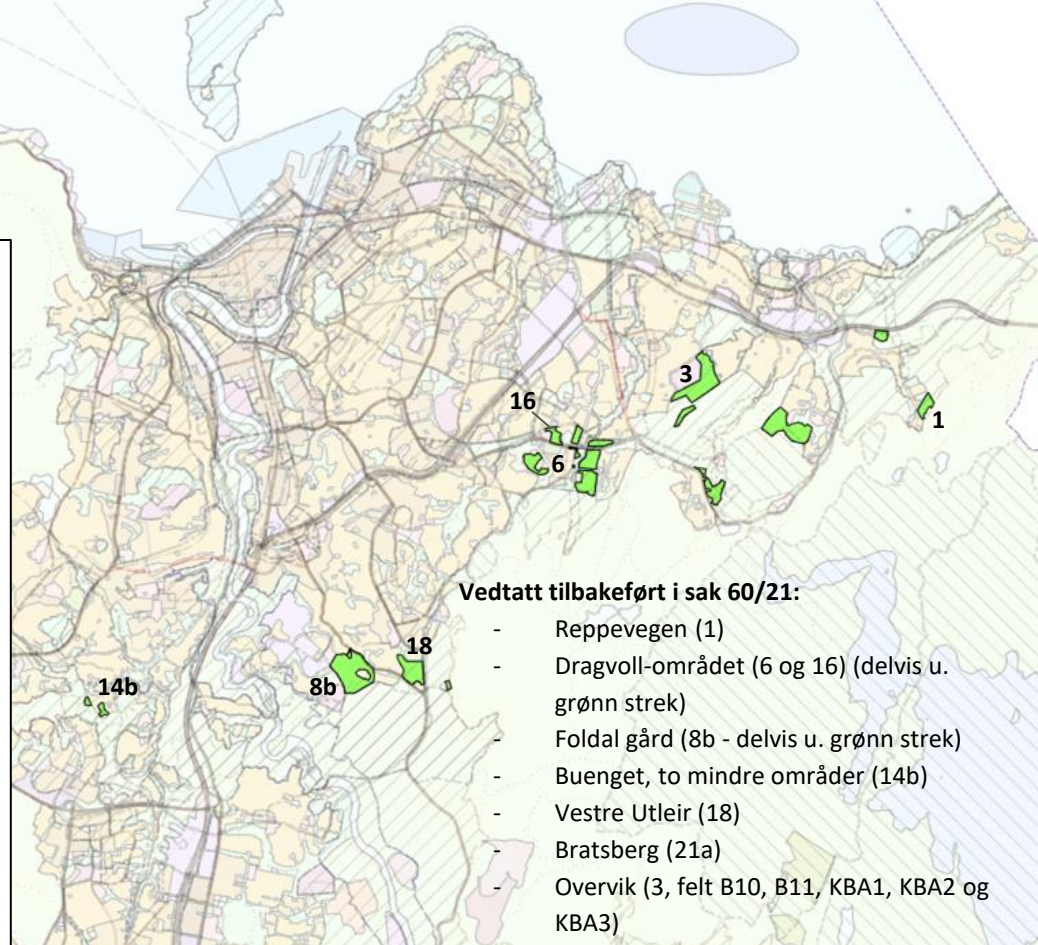 3
1
16
6
Vedtatt tilbakeført i sak 60/21:
- Reppevegen (1)
- Dragvoll-området (6 og 16) (delvis u.
grønn strek)
- Foldal gård (8b - delvis u. grønn strek)
- Buenget, to mindre områder (14b)
- Vestre Utleir (18)
- Bratsberg (21a)
- Overvik (3, felt B10, B11, KBA1, KBA2 og
KBA3)
18
8b
14b